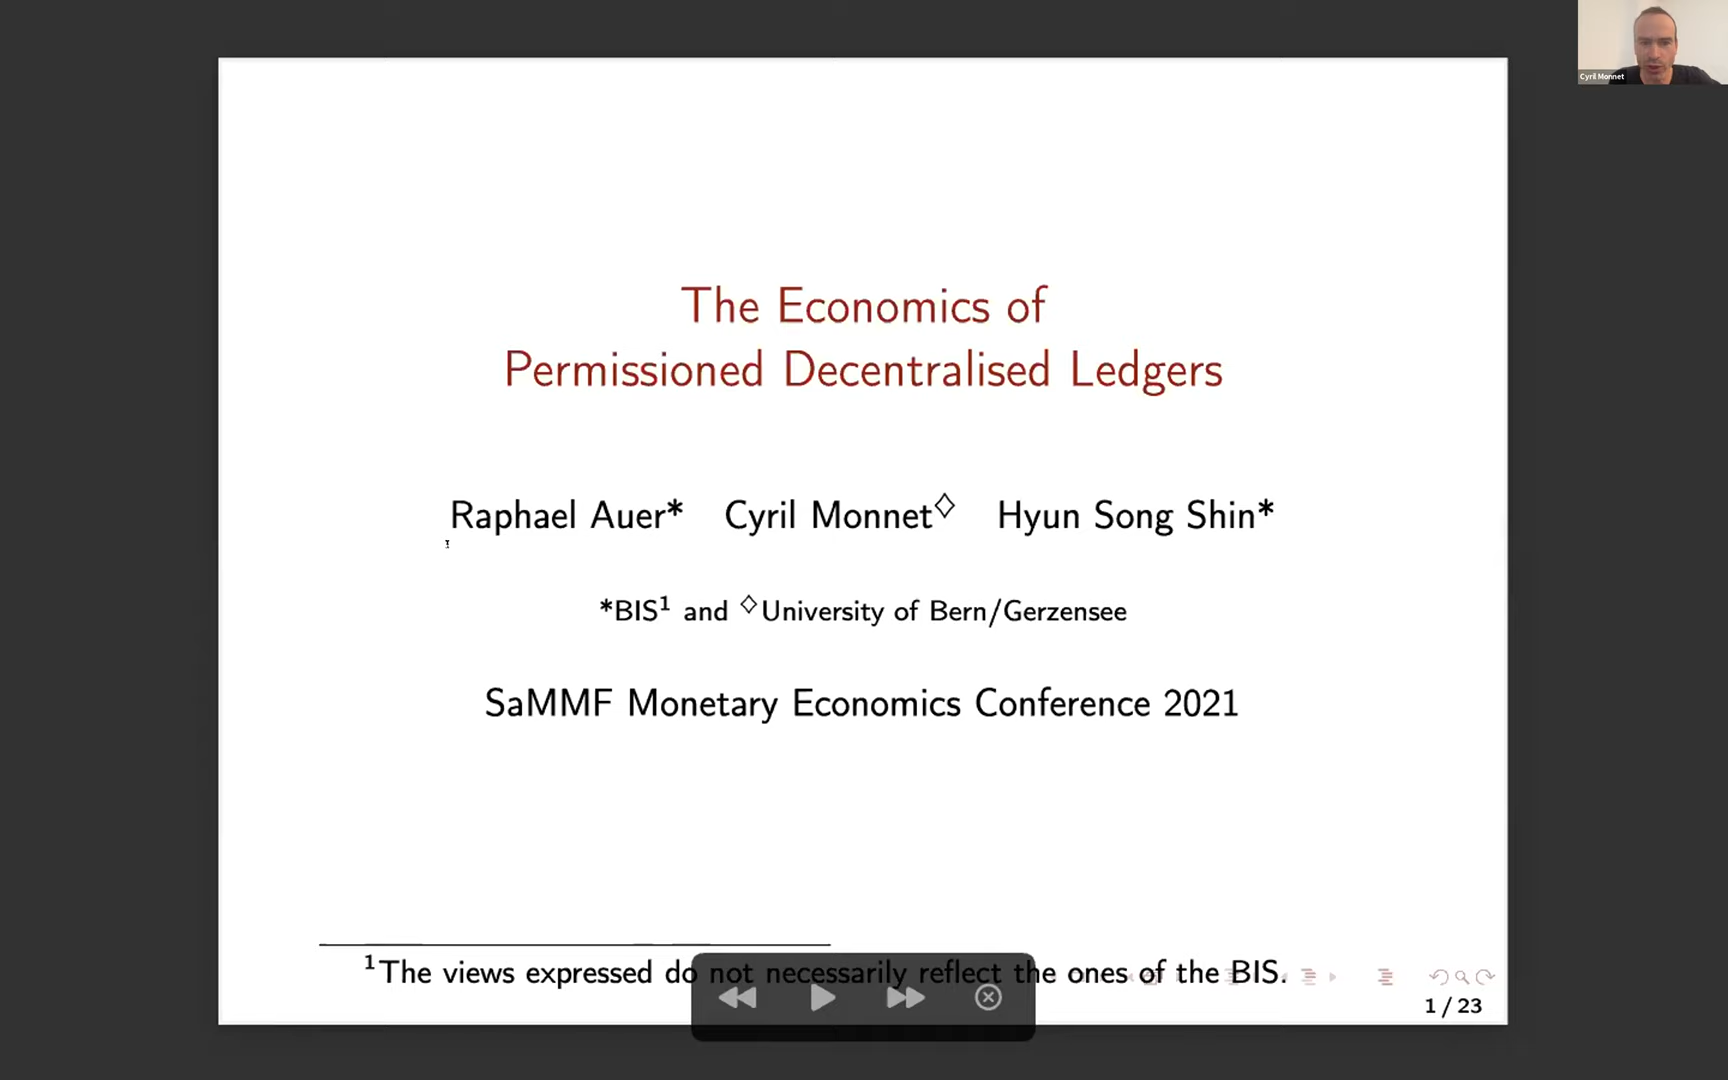 Cyril Monnet
The Economics of
Permissioned Decentralised Ledgers
Raphael Auer* Cyril Monnet◇ Hyun Song Shin*
*BIS¹ and ◇University of Bern/Gerzensee
SaMMF Monetary Economics Conference 2021
¹The views expressed do not necessarily reflect the ones of the BIS.
1 / 23